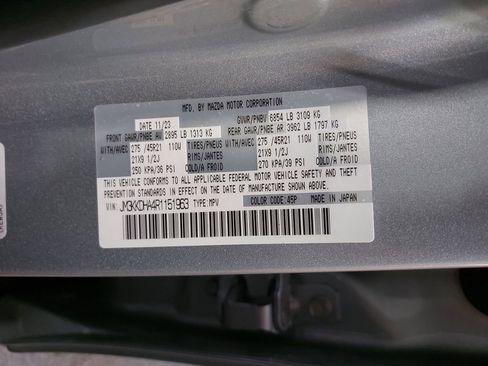 MFD. BY MAZDA MOTOR CORPORATION
DATE 11/23 GVWR/PNBV 6854 LB 3109 KG
FRONT GAWR/PNBE AV 2895 LB 1313 KG REAR GAWR/PNBE AR 3962 LB 1797 KG
WITH/AVEC 275 /45R21 110W TIRES/PNEUS WITH/AVEC 275 /45R21 110W TIRES/PNEUS
21X9 1/2J RIMS/JANTES 21X9 1/2J RIMS/JANTES
250 KPA/36 PSI COLD/A FROID 270 KPA/39 PSI COLD/A FROID
THIS VEHICLE CONFORMS TO ALL APPLICABLE FEDERAL MOTOR VEHICLE SAFETY AND BUMPER
STANDARDS IN EFFECT ON THE DATE OF MANUFACTURE SHOWN ABOVE.
JM3KKDHA4R1151963 TYPE: MPV COLOR CODE: 45P MADE IN JAPAN